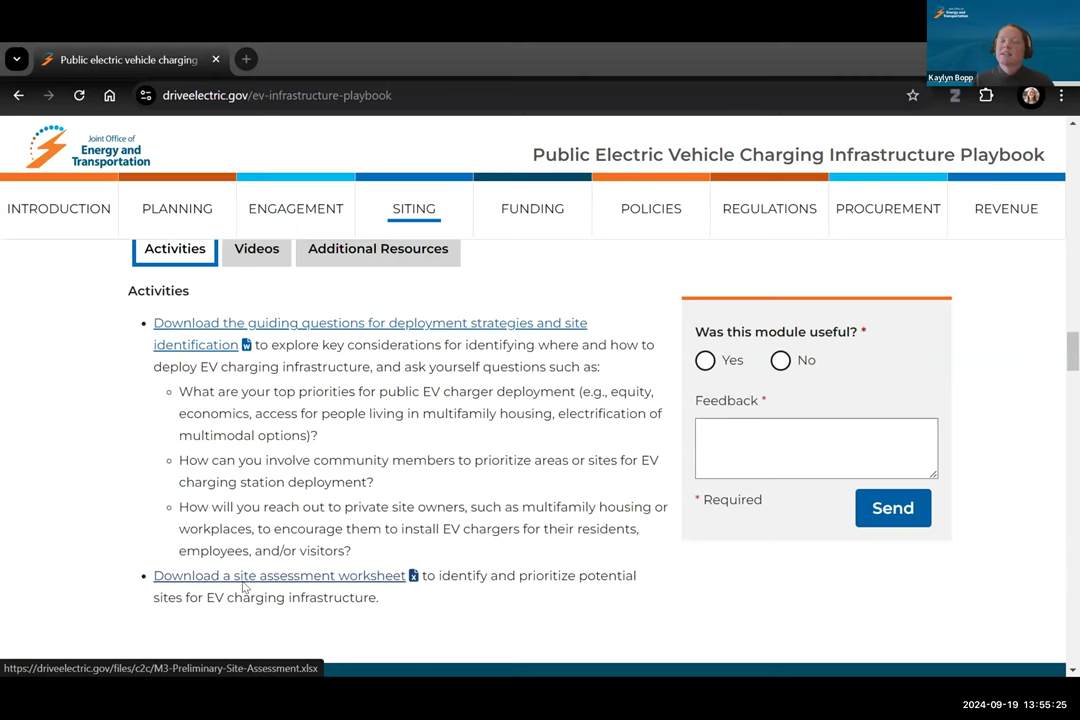 Joint Office of
Energy and
Transportation
Kaylyn Bopp
Public electric vehicle charging
driveelectric.gov/ev-infrastructure-playbook
Joint Office of
Energy and
Transportation
Public Electric Vehicle Charging Infrastructure Playbook
INTRODUCTION
PLANNING
ENGAGEMENT
SITING
FUNDING
POLICIES
REGULATIONS
PROCUREMENT
REVENUE
Activities
Videos
Additional Resources
Activities
• Download the guiding questions for deployment strategies and site
identification to explore key considerations for identifying where and how to
deploy EV charging infrastructure, and ask yourself questions such as:
What are your top priorities for public EV charger deployment (e.g., equity,
economics, access for people living in multifamily housing, electrification of
multimodal options)?
How can you involve community members to prioritize areas or sites for EV
charging station deployment?
How will you reach out to private site owners, such as multifamily housing or
workplaces, to encourage them to install EV chargers for their residents,
employees, and/or visitors?
• Download a site assessment worksheet to identify and prioritize potential
sites for EV charging infrastructure.
Was this module useful? *
Yes
No
Feedback *
* Required
Send
https://driveelectric.gov/files/c2c/M3-Preliminary-Site-Assessment.xlsx
2024-09-19 13:55:25